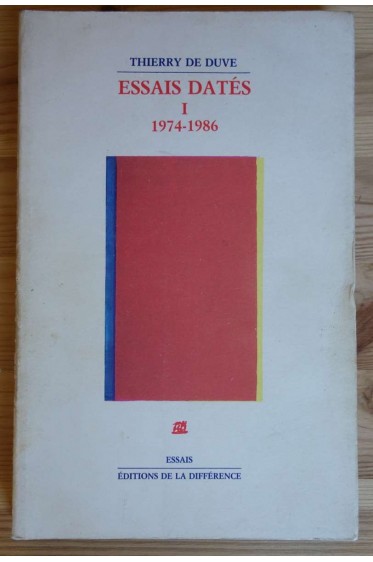 THIERRY DE DUVE
ESSAIS DATÉS
I
1974-1986
ESSAIS
ÉDITIONS DE LA DIFFÉRENCE